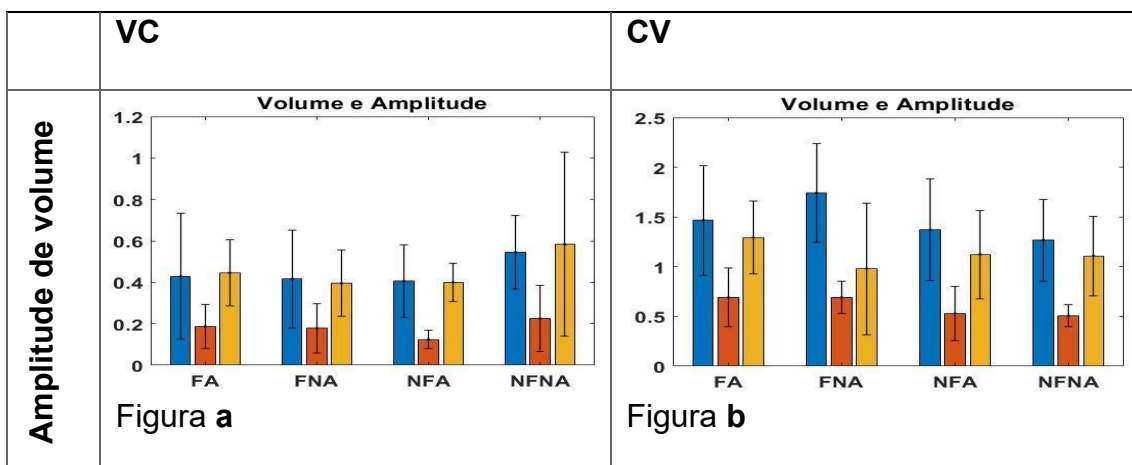 VC
CV
Amplitude de volume
Volume e Amplitude
1.2
1
0.8
0.6
0.4
0.2
0
FA FNA NFA NFNA
Figura a
Volume e Amplitude
2.5
2
1.5
1
0.5
0
FA FNA NFA NFNA
Figura b